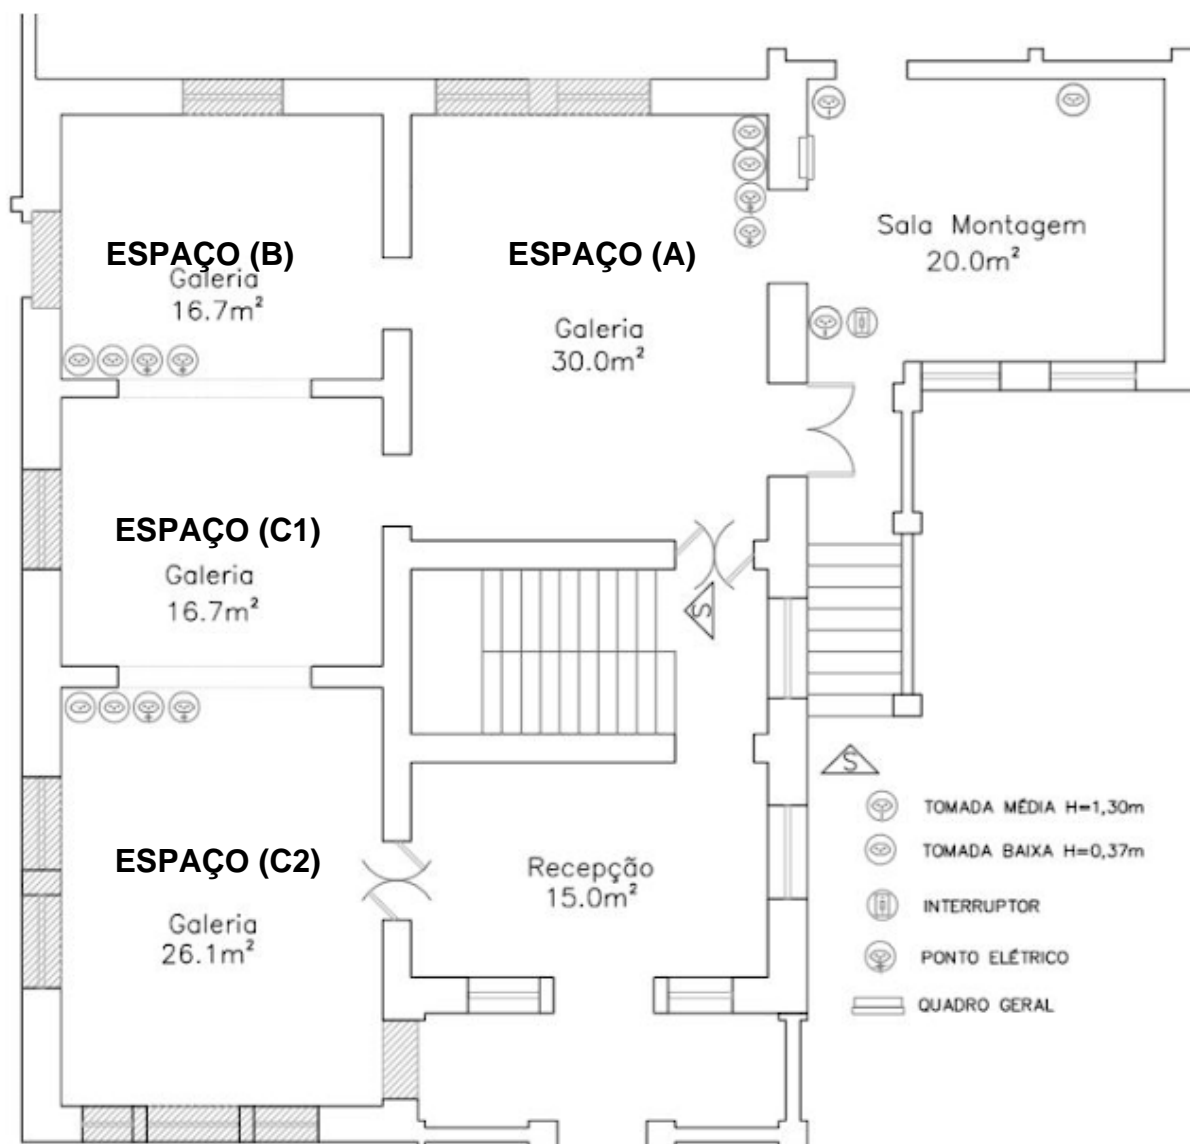 ESPAÇO (B)
Galeria
16.7m²
ESPAÇO (A)
Galeria
30.0m²
Sala Montagem
20.0m²
ESPAÇO (C1)
Galeria
16.7m²
S
S
ESPAÇO (C2)
Galeria
26.1m²
Recepção
15.0m²
TOMADA MÉDIA H=1,30m
TOMADA BAIXA H=0,37m
INTERRUPTOR
PONTO ELÉTRICO
QUADRO GERAL